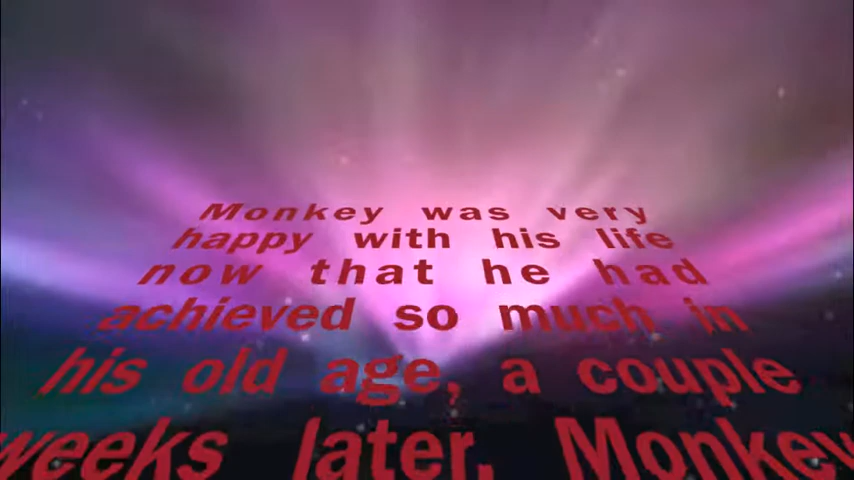 Monkey was very
happy with his life
now that he had
achieved so much in
his old age, a couple
weeks later. Monkey